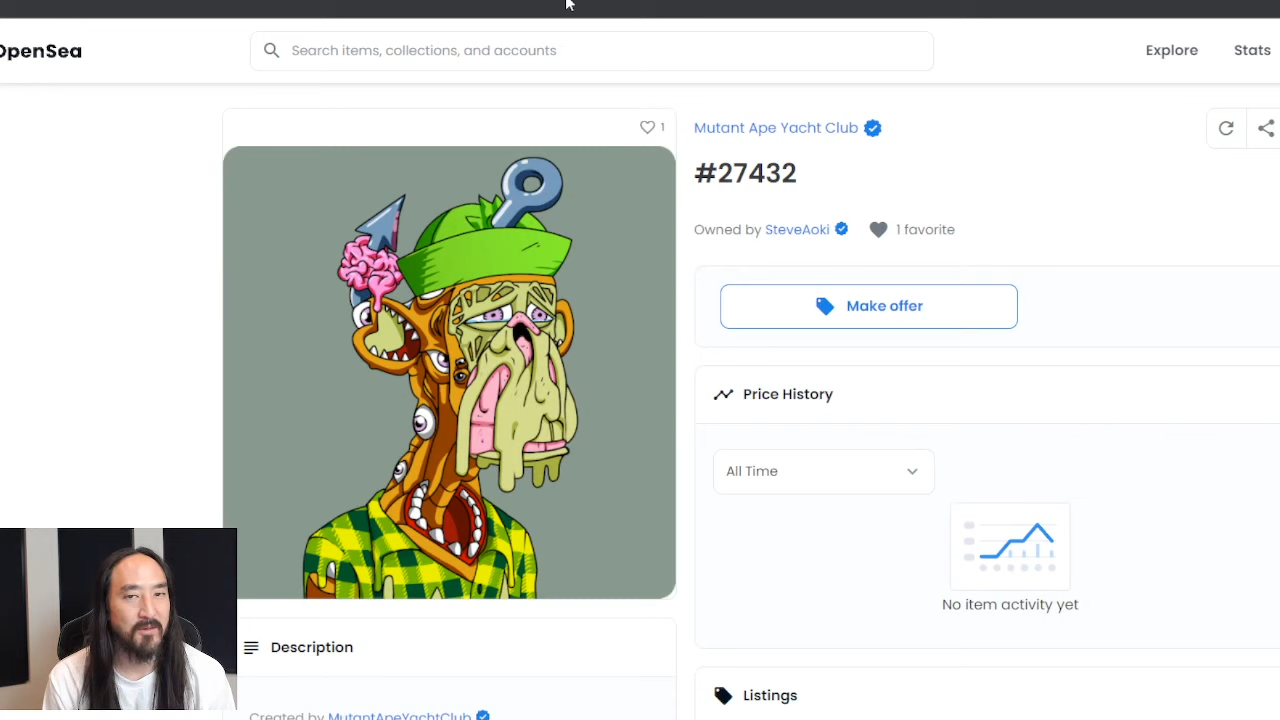 OpenSea
Search items, collections, and accounts
Explore
Stats
1
Mutant Ape Yacht Club
#27432
Owned by SteveAoki
1 favorite
Make offer
Price History
All Time
No item activity yet
Description
Listings
Created by MutantApeYachtClub